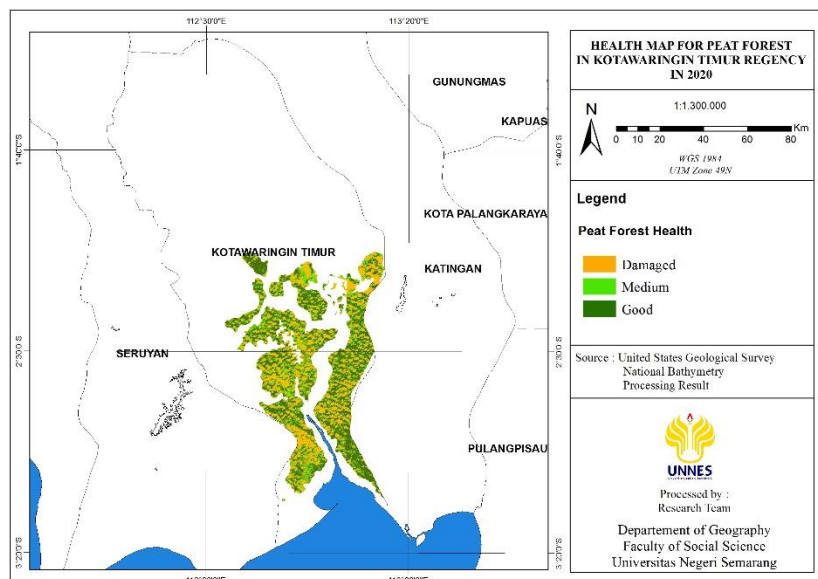 112°30'0"E
113°20'0"E
GUNUNGMAS
KAPUAS
1°40'0"S
1°40'0"S
KOTA PALANGKARAYA
KOTAWARINGIN TIMUR
KATINGAN
2°30'0"S
2°30'0"S
SERUYAN
PULANGPISAU
3°20'0"S
3°20'0"S
HEALTH MAP FOR PEAT FOREST
IN KOTAWARINGIN TIMUR REGENCY
IN 2020
N
1:1.300.000
Km
0 10 20 40 60 80
WGS 1984
UTM Zone 49N
Legend
Peat Forest Health
Damaged
Medium
Good
Source : United States Geological Survey
National Bathymetry
Processing Result
UNNES
Processed by :
Research Team
Departement of Geography
Faculty of Social Science
Universitas Negeri Semarang